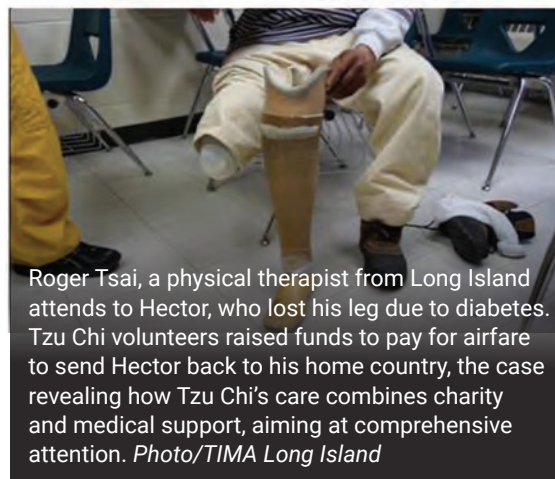 Roger Tsai, a physical therapist from Long Island
attends to Hector, who lost his leg due to diabetes.
Tzu Chi volunteers raised funds to pay for airfare
to send Hector back to his home country, the case
revealing how Tzu Chi’s care combines charity
and medical support, aiming at comprehensive
attention. Photo/TIMA Long Island